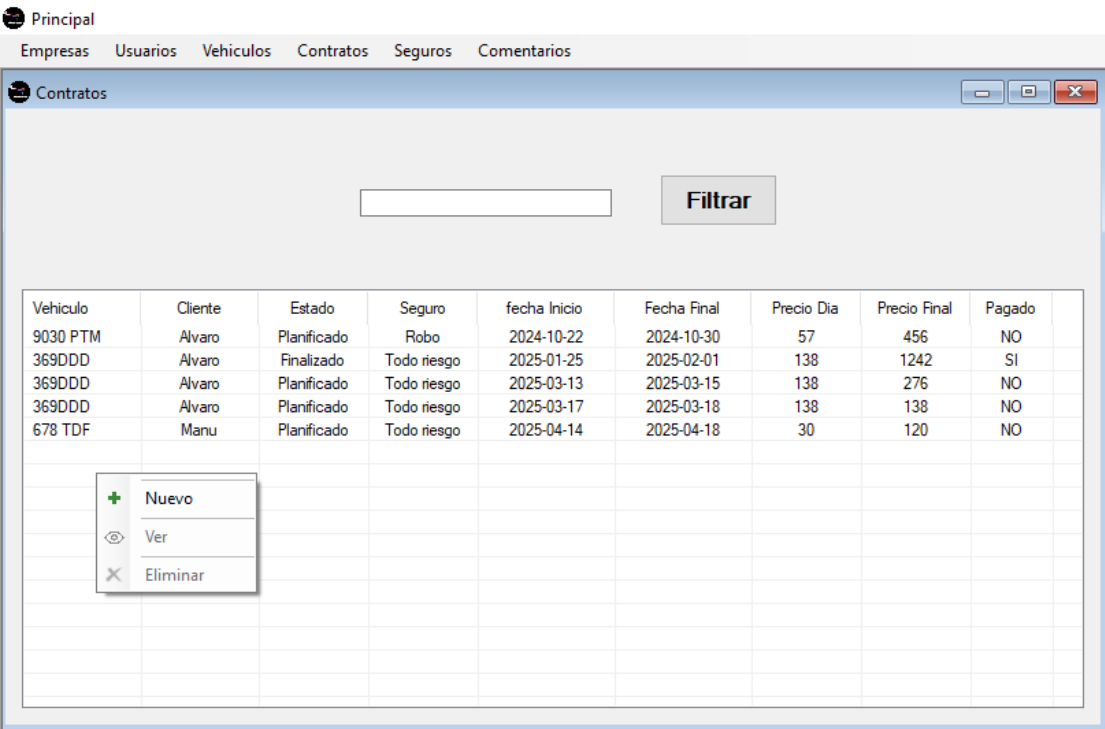 Principal
Empresas Usuarios Vehiculos Contratos Seguros Comentarios
Contratos
Filtrar
Vehiculo Cliente Estado Seguro fecha Inicio Fecha Final Precio Dia Precio Final Pagado
9030 PTM Alvaro Planificado Robo 2024-10-22 2024-10-30 57 456 NO
369DDD Alvaro Finalizado Todo riesgo 2025-01-25 2025-02-01 138 1242 SI
369DDD Alvaro Planificado Todo riesgo 2025-03-13 2025-03-15 138 276 NO
369DDD Alvaro Planificado Todo riesgo 2025-03-17 2025-03-18 138 138 NO
678 TDF Manu Planificado Todo riesgo 2025-04-14 2025-04-18 30 120 NO
Nuevo
Ver
Eliminar